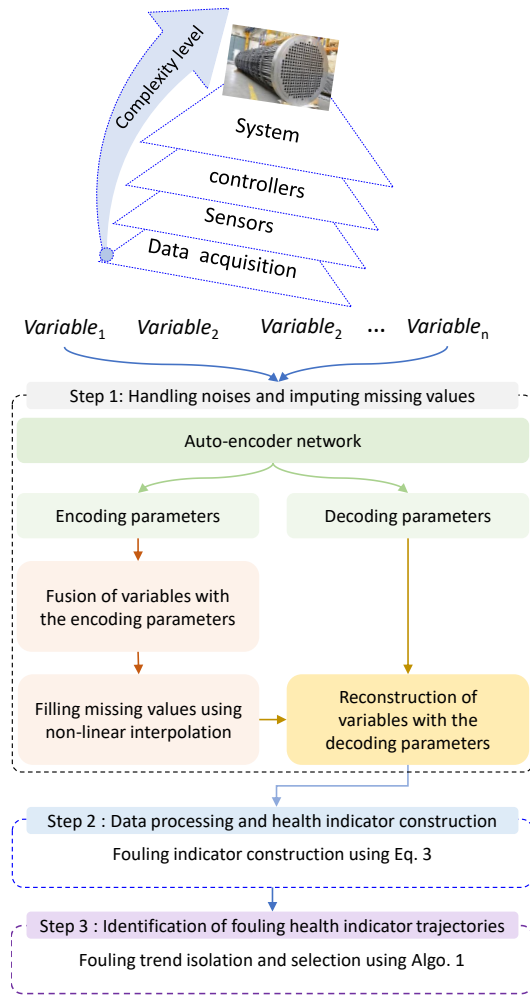 Complexity level
System
controllers
Sensors
Data acquisition
Variable₁ Variable₂ Variable₂ ... Variableₙ
Step 1: Handling noises and imputing missing values
Auto-encoder network
Encoding parameters
Decoding parameters
Fusion of variables with
the encoding parameters
Filling missing values using
non-linear interpolation
Reconstruction of
variables with the
decoding parameters
Step 2 : Data processing and health indicator construction
Fouling indicator construction using Eq. 3
Step 3 : Identification of fouling health indicator trajectories
Fouling trend isolation and selection using Algo. 1